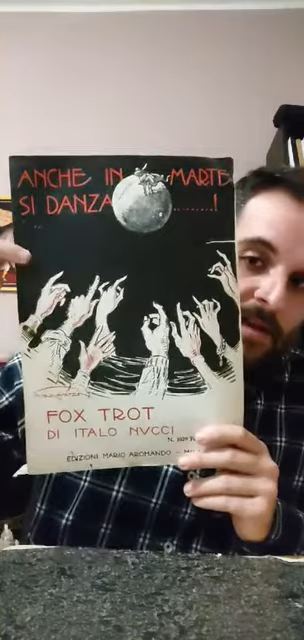 ANCHE IN MARTE
SI DANZA..........!
FOX TROT
DI ITALO NUCCI
EDIZIONI MARIO AROMANDO -